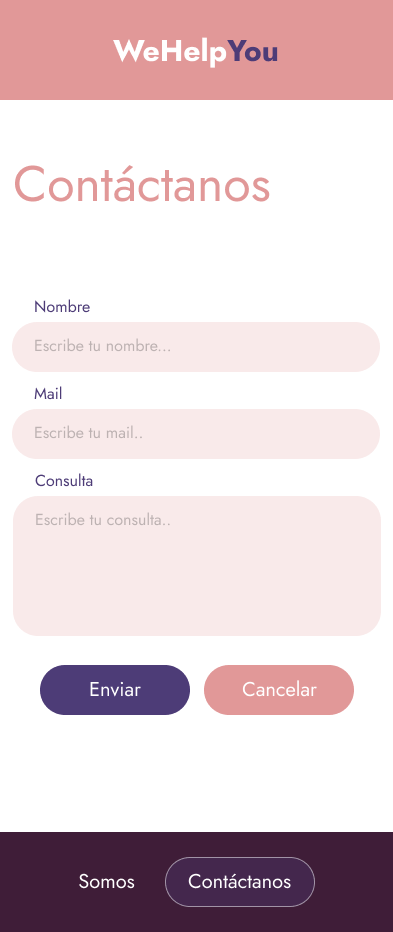 WeHelpYou
Contáctanos
Nombre
Escribe tu nombre...
Mail
Escribe tu mail..
Consulta
Escribe tu consulta..
Enviar Cancelar
Somos Contáctanos